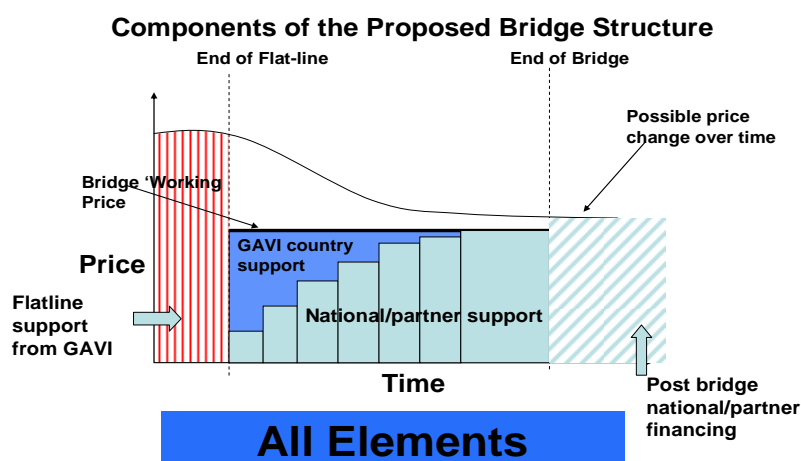 Components of the Proposed Bridge Structure
End of Flat-line
End of Bridge
Possible price
change over time
Bridge ‘Working
Price
GAVI country
support
Price
Flatline
support
from GAVI
National/partner support
Time
Post bridge
national/partner
financing
All Elements